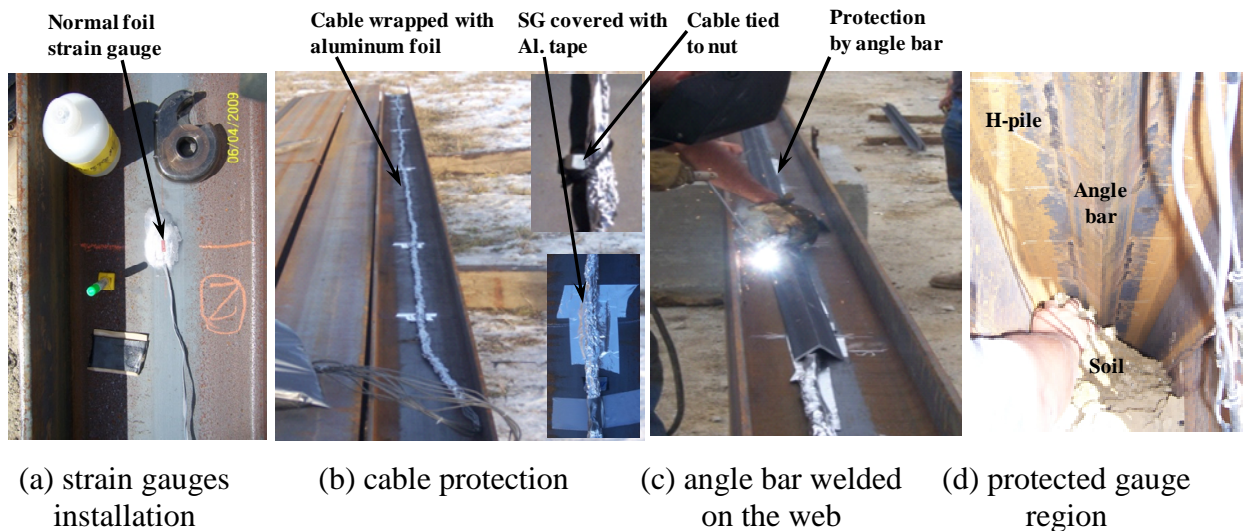 Normal foil
strain gauge
Cable wrapped with
aluminum foil
SG covered with
Al. tape
Cable tied
to nut
Protection
by angle bar
06/04/2009
2
H-pile
Angle
bar
Soil
(a) strain gauges
installation
(b) cable protection
(c) angle bar welded
on the web
(d) protected gauge
region